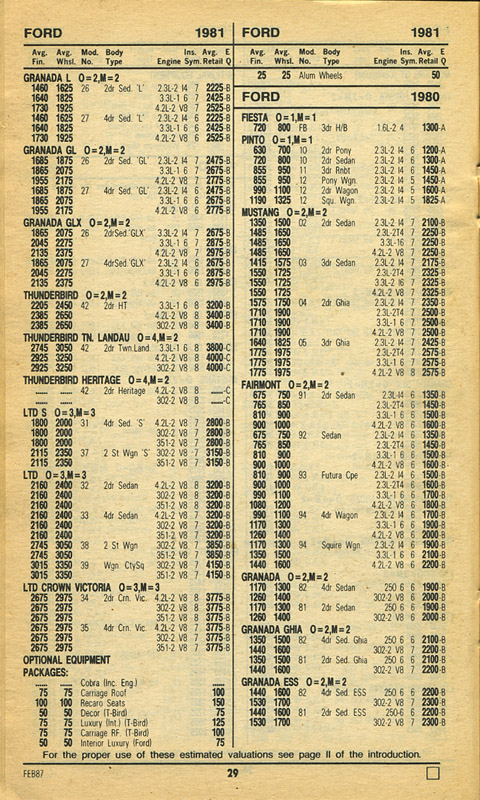 FORD 1981
Avg. Avg. Mod. Body Ins. Avg. E
Fin. Whsl. No. Type Engine Sym. Retail Q
GRANADA L O=2,M=2
1460 1625 26 2dr Sed. 'L' 2.3L-2 I4 7 2225-B
1640 1825 3.3L-1 6 7 2425-B
1730 1925 4.2L-2 V8 7 2525-B
1460 1625 27 4dr Sed. 'L' 2.3L-2 I4 6 2225-B
1640 1825 3.3L-1 6 6 2425-B
1730 1925 4.2L-2 V8 6 2525-B
GRANADA GL O=2,M=2
1685 1875 26 2dr Sed. 'GL' 2.3L-2 I4 7 2475-B
1865 2075 3.3L-1 6 7 2675-B
1955 2175 4.2L-2 V8 7 2775-B
1685 1875 27 4dr Sed. 'GL' 2.3L-2 I4 6 2475-B
1865 2075 3.3L-1 6 6 2675-B
1955 2175 4.2L-2 V8 6 2775-B
GRANADA GLX O=2,M=2
1865 2075 26 2drSed.'GLX' 2.3L-2 I4 7 2675-B
2045 2275 3.3L-1 6 7 2875-B
2135 2375 4.2L-2 V8 7 2975-B
1865 2075 27 4drSed.'GLX' 2.3L-2 I4 6 2675-B
2045 2275 3.3L-1 6 6 2875-B
2135 2375 4.2L-2 V8 6 2975-B
THUNDERBIRD O=2,M=2
2205 2450 42 2dr HT 3.3L-1 6 8 3200-B
2385 2650 4.2L-2 V8 8 3400-B
2385 2650 302-2 V8 8 3400-B
THUNDERBIRD TN. LANDAU O=4,M=2
2745 3050 42 2dr Twn.Land. 3.3L-1 6 8 3800-C
2925 3250 4.2L-2 V8 8 4000-C
2925 3250 302-2 V8 8 4000-C
THUNDERBIRD HERITAGE O=4,M=2
...... ...... 42 2dr Heritage 4.2L-2 V8 8 ......-C
...... ...... 302-2 V8 8 ......-C
LTD S O=3,M=3
1800 2000 31 4dr Sed. 'S' 4.2L-2 V8 7 2800-B
1800 2000 302-2 V8 7 2800-B
1800 2000 351-2 V8 7 2800-B
2115 2350 37 2 St Wgn 'S' 302-2 V8 7 3150-B
2115 2350 351-2 V8 7 3150-B
LTD O=3,M=3
2160 2400 32 2dr Sedan 4.2L-2 V8 8 3200-B
2160 2400 302-2 V8 8 3200-B
2160 2400 351-2 V8 8 3200-B
2160 2400 33 4dr Sedan 4.2L-2 V8 7 3200-B
2160 2400 302-2 V8 7 3200-B
2160 2400 351-2 V8 7 3200-B
2745 3050 38 2 St Wgn 302-2 V8 7 3850-B
2745 3050 351-2 V8 7 3850-B
3015 3350 39 Wgn CtySq 302-2 V8 7 4150-B
3015 3350 351-2 V8 7 4150-B
LTD CROWN VICTORIA O=3,M=3
2675 2975 34 2dr Crn. Vic. 4.2L-2 V8 8 3775-B
2675 2975 302-2 V8 8 3775-B
2675 2975 351-2 V8 8 3775-B
2675 2975 35 4dr Crn. Vic. 4.2L-2 V8 7 3775-B
2675 2975 302-2 V8 7 3775-B
2675 2975 351-2 V8 7 3775-B
OPTIONAL EQUIPMENT
PACKAGES:
...... ...... Cobra (Inc. Eng.) ......
75 75 Carriage Roof 100
100 100 Recaro Seats 150
50 50 Decor (T-Bird) 75
75 75 Luxury (Int.) (T-Bird) 125
75 75 Carriage RF. (T-Bird) 100
50 50 Interior Luxury (Ford) 75
FORD 1981
Avg. Avg. Mod. Body Ins. Avg. E
Fin. Whsl. No. Type Engine Sym. Retail Q
25 25 Alum Wheels 50
FORD 1980
FIESTA O=1,M=1
720 800 FB 3dr H/B 1.6L-2 4 1300-A
PINTO O=1,M=1
630 700 10 2dr Pony 2.3L-2 I4 6 1200-A
720 800 10 2dr Sedan 2.3L-2 I4 6 1300-A
855 950 11 3dr Rnbt 2.3L-2 I4 6 1450-A
855 950 12 Pony Wgn. 2.3L-2 I4 5 1450-A
990 1100 12 2dr Wagon 2.3L-2 I4 5 1600-A
1190 1325 12 Squ. Wgn. 2.3L-2 I4 5 1825-A
MUSTANG O=2,M=2
1350 1500 02 2dr Sedan 2.3L-2 I4 7 2100-B
1485 1650 2.3L-2T4 7 2250-B
1485 1650 3.3L-16 7 2250-B
1485 1650 4.2L-2 V8 7 2250-B
1415 1575 03 3dr Sedan 2.3L-2 I4 7 2175-B
1550 1725 2.3L-2T4 7 2325-B
1550 1725 3.3L-2 I6 7 2325-B
1550 1725 4.2L-2 V8 7 2325-B
1575 1750 04 2dr Ghia 2.3L-2 I4 7 2350-B
1710 1900 2.3L-2T4 7 2500-B
1710 1900 3.3L-1 6 7 2500-B
1710 1900 4.2L-2 V8 7 2500-B
1640 1825 05 3dr Ghia 2.3L-2 I4 7 2425-B
1775 1975 2.3L-2T4 7 2575-B
1775 1975 3.3L-1 6 7 2575-B
1775 1975 4.2L-2 V8 8 2575-B
FAIRMONT O=2,M=2
675 750 91 2dr Sedan 2.3L-I4 6 1350-B
765 850 2.3L-2T4 6 1450-B
810 900 3.3L-1 6 6 1500-B
900 1000 4.2L-2 V8 6 1600-B
675 750 92 Sedan 2.3L-2 I4 6 1350-B
765 850 2.3L-2T4 6 1450-B
810 900 3.3L-1 6 6 1500-B
900 1000 4.2L-2 V8 6 1600-B
810 900 93 Futura Cpe 2.3L-2 I4 6 1500-B
900 1000 2.3L-2T4 6 1600-B
990 1100 3.3L-1 6 6 1700-B
1080 1200 4.2L-2 V8 6 1800-B
990 1100 94 4dr Wagon 2.3L-2 I4 6 1700-B
1170 1300 3.3L-1 6 6 1900-B
1260 1400 4.2L-2 V8 6 2000-B
1170 1300 94 Squire Wgn. 2.3L-2 I4 6 1900-B
1350 1500 3.3L-1 6 6 2100-B
1440 1600 4.2L-2 V8 6 2200-B
GRANADA O=2,M=2
1170 1300 82 4dr Sedan 250 6 6 1900-B
1260 1400 302-2 V8 6 2000-B
1170 1300 81 2dr Sedan 250 6 6 1900-B
1260 1400 302-2 V8 6 2000-B
GRANADA GHIA O=2,M=2
1350 1500 82 4dr Sed. Ghia 250 6 6 2100-B
1440 1600 302-2 V8 7 2200-B
1350 1500 81 2dr Sed. Ghia 250 6 6 2100-B
1440 1600 302-2 V8 7 2200-B
GRANADA ESS O=2,M=2
1440 1600 82 4dr Sed. ESS 250 6 6 2200-B
1530 1700 302-2 V8 7 2300-B
1440 1600 81 2dr Sed. ESS 250-6 6 2200-B
1530 1700 302-2 V8 7 2300-B
For the proper use of these estimated valuations see page II of the introduction.
FEB87 29